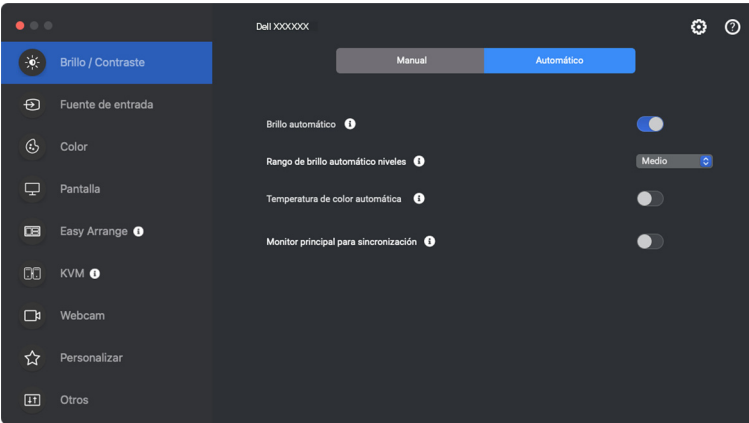 Dell XXXXXX
Brillo / Contraste
Manual
Automático
Fuente de entrada
Brillo automático
Color
Rango de brillo automático niveles
Medio
Pantalla
Temperatura de color automática
Easy Arrange
Monitor principal para sincronización
KVM
Webcam
Personalizar
Otros